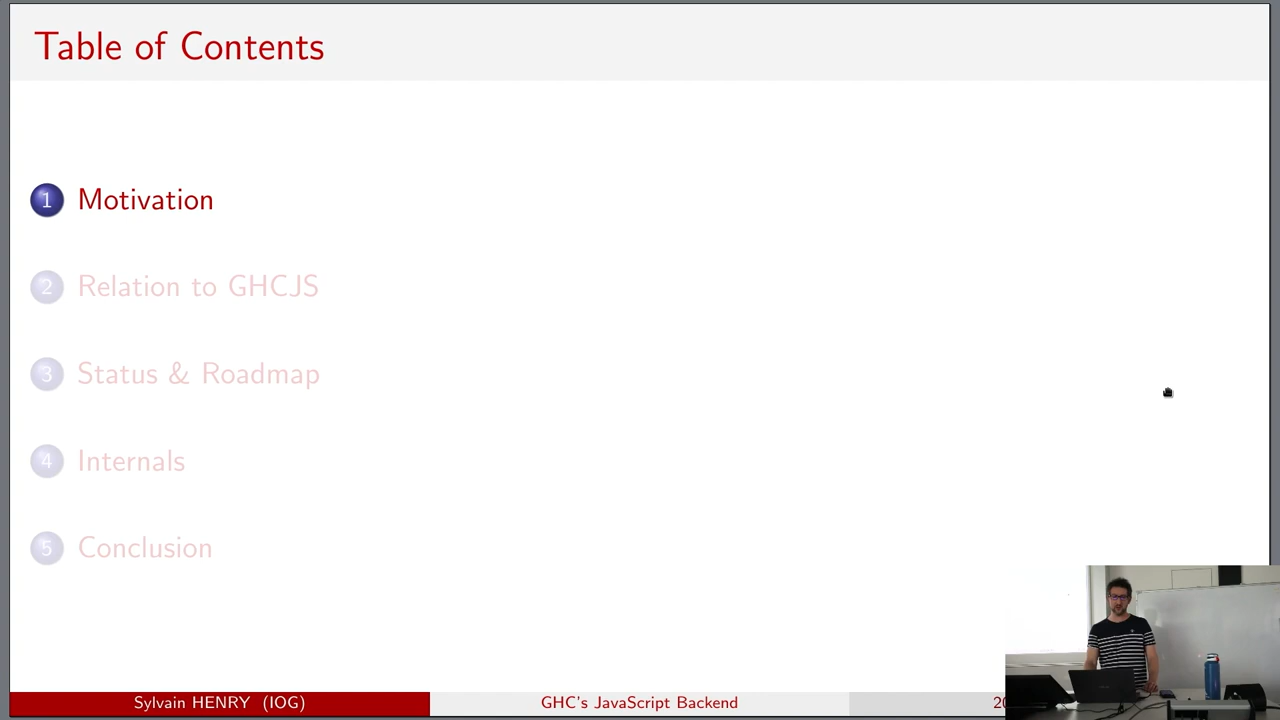 Table of Contents
1 Motivation
2 Relation to GHCJS
3 Status & Roadmap
4 Internals
5 Conclusion
Sylvain HENRY (IOG)
GHC's JavaScript Backend